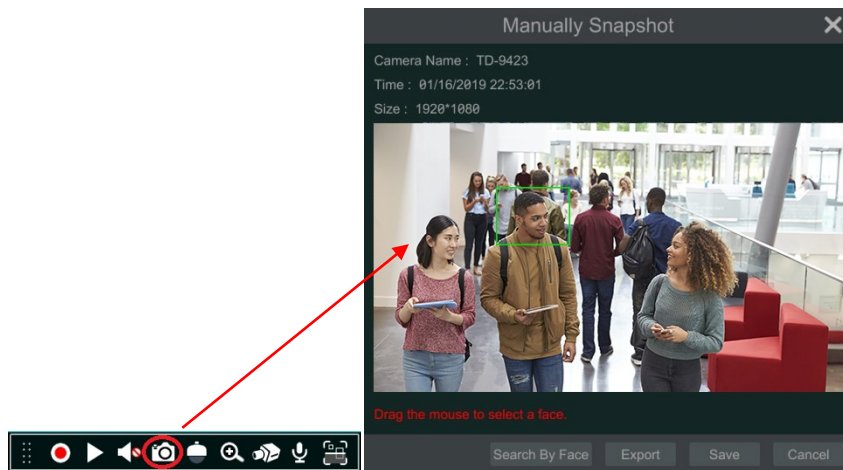 Manually Snapshot
Camera Name : TD-9423
Time : 01/16/2019 22:53:01
Size : 1920*1080
Drag the mouse to select a face.
Search By Face
Export
Save
Cancel